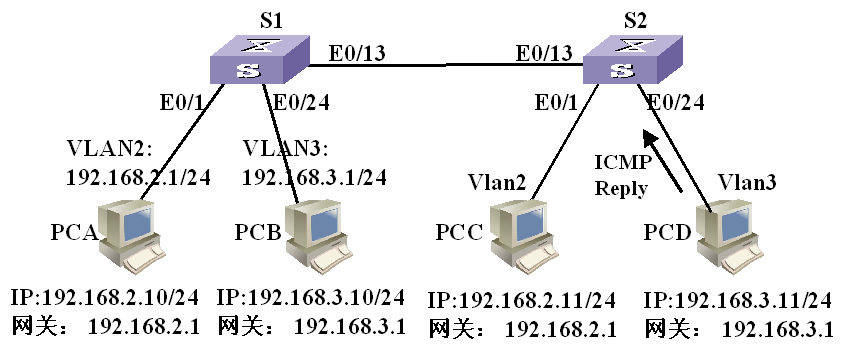 S1
S2
E0/13
E0/13
E0/1
E0/24
E0/1
E0/24
VLAN2:
192.168.2.1/24
VLAN3:
192.168.3.1/24
ICMP
Reply
Vlan2
Vlan3
PCA
PCB
PCC
PCD
IP:192.168.2.10/24
网关： 192.168.2.1
IP:192.168.3.10/24
网关： 192.168.3.1
IP:192.168.2.11/24
网关： 192.168.2.1
IP:192.168.3.11/24
网关： 192.168.3.1